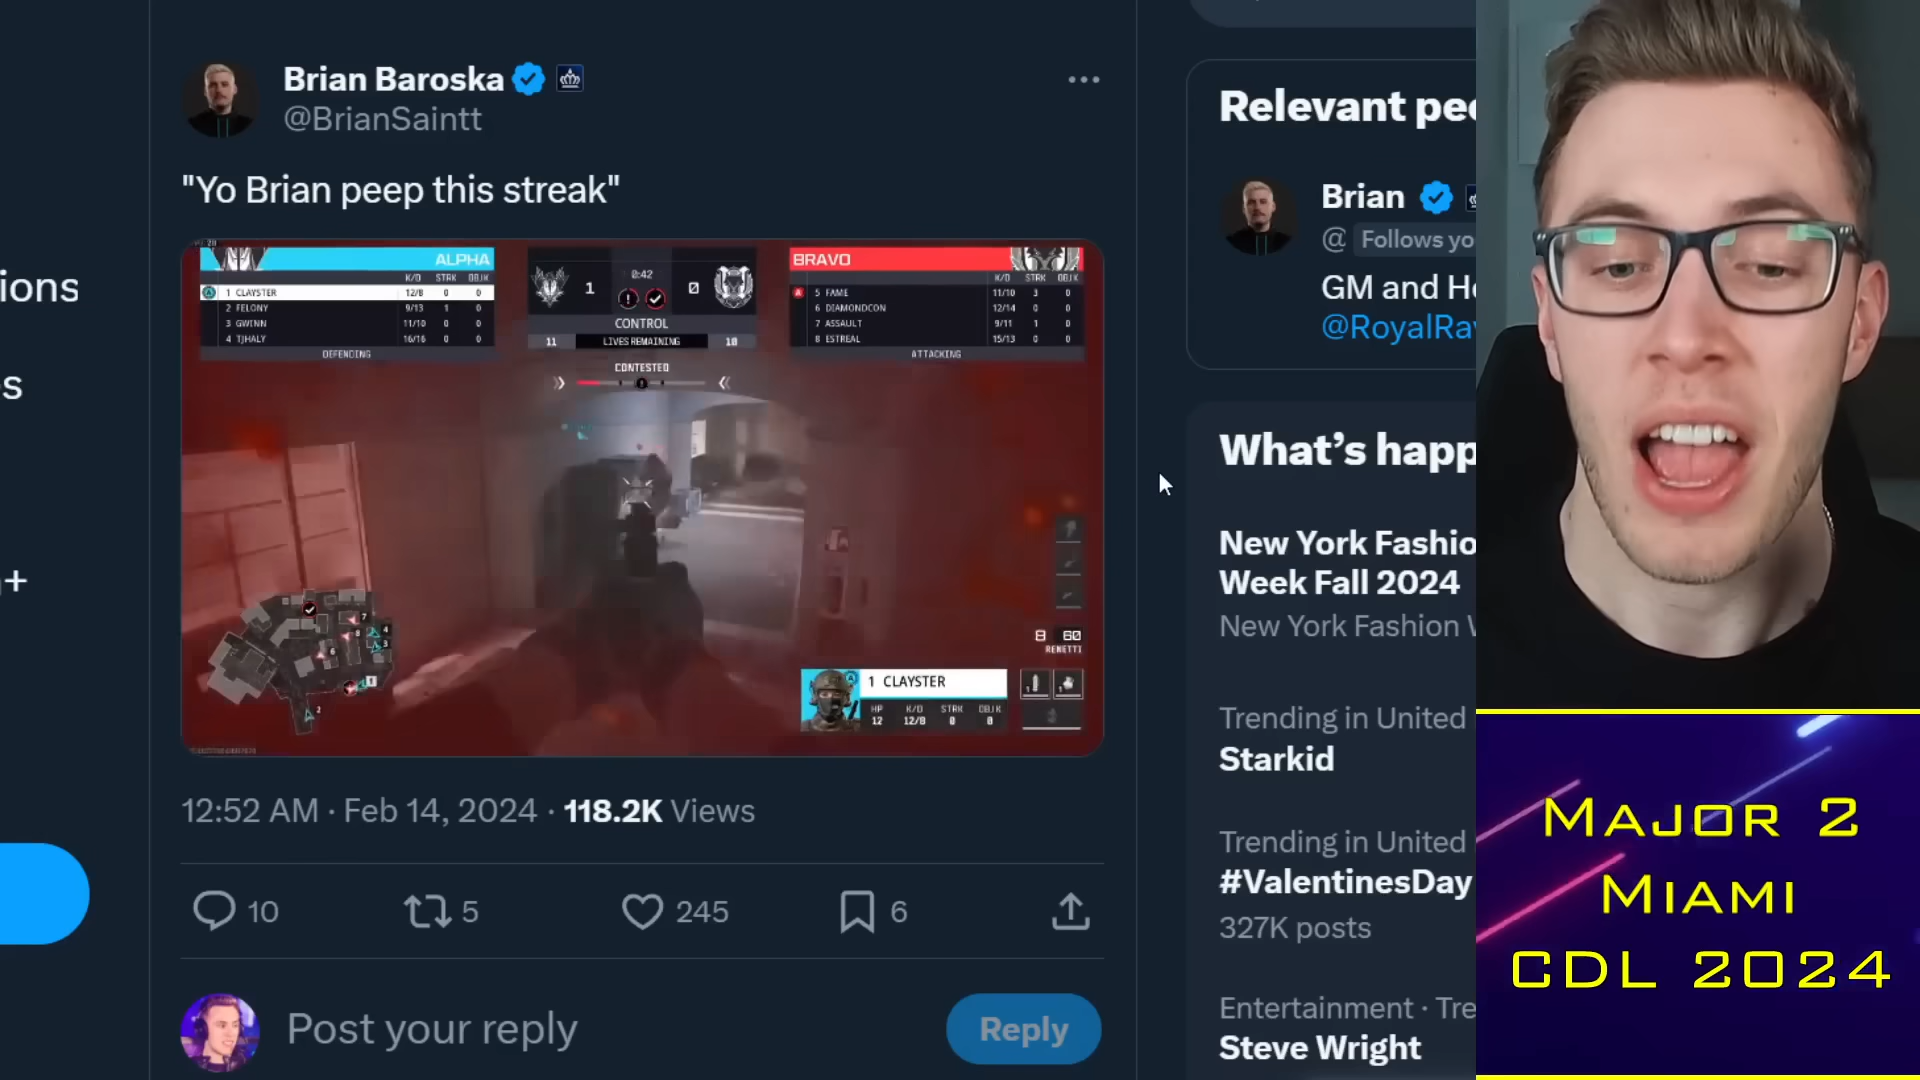 ions
s
+
Brian Baroska
@BrianSaintt
"Yo Brian peep this streak"
ALPHA
K/D STRK OBJK
1 CLAYSTER 12/8 0 0
2 FELONY 9/13 1 0
3 GWINN 11/10 0 0
4 TJHALY 16/16 0 0
DEFENDING
0:42
1 0
CONTROL
11 LIVES REMAINING 10
CONTESTED
BRAVO
K/D STRK OBJK
5 FAME 11/10 3 0
6 DIAMONDCON 12/14 0 0
7 ASSAULT 9/11 1 0
8 ESTREAL 15/13 0 0
ATTACKING
8 60
RENETTI
1 CLAYSTER
HP K/D STRK OBJK
12 12/8 0 0
12:52 AM · Feb 14, 2024 · 118.2K Views
10 5 245 6
Post your reply
Reply
Relevant pe
Brian
@ Follows yo
GM and H
@RoyalRa
What's happ
New York Fashio
Week Fall 2024
New York Fashion
Trending in United
Starkid
Trending in United
#ValentinesDay
327K posts
Entertainment · Tre
Steve Wright
Major 2
Miami
CDL 2024